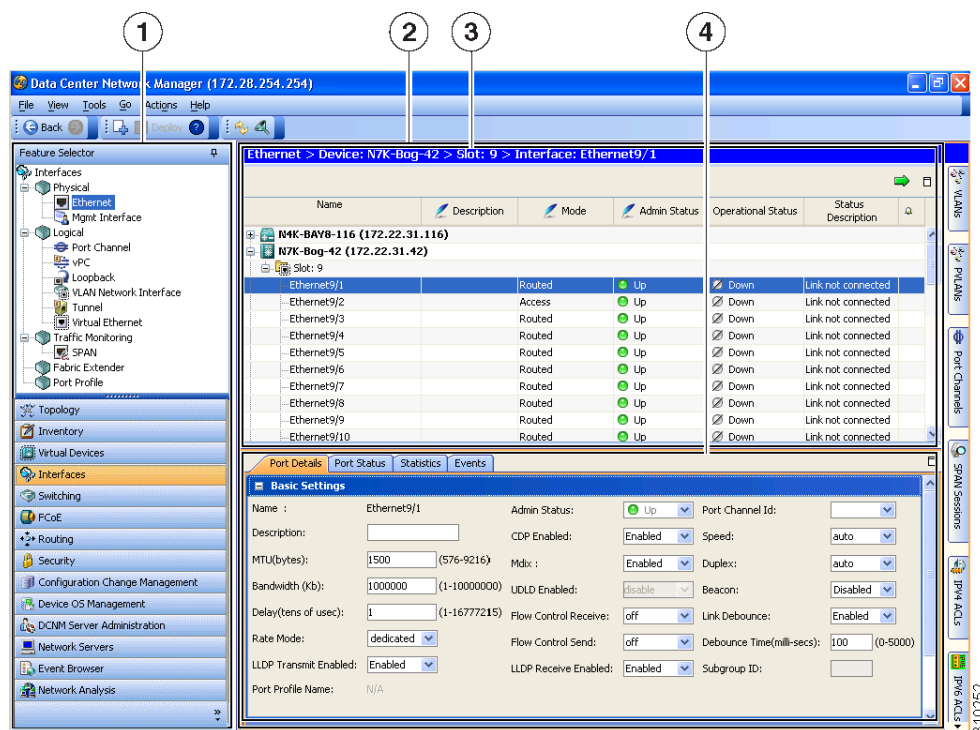 1 2 3 4
Data Center Network Manager (172.28.254.254)
File View Tools Go Actions Help
Back Deploy ?
Feature Selector
Interfaces
Physical
Ethernet
Mgmt Interface
Logical
Port Channel
vPC
Loopback
VLAN Network Interface
Tunnel
Virtual Ethernet
Traffic Monitoring
SPAN
Fabric Extender
Port Profile
Topology
Inventory
Virtual Devices
Interfaces
Switching
FCoE
Routing
Security
Configuration Change Management
Device OS Management
DCNM Server Administration
Network Servers
Event Browser
Network Analysis
Ethernet > Device: N7K-Bog-42 > Slot: 9 > Interface: Ethernet9/1
Name Description Mode Admin Status Operational Status Status Description
N4K-BAY8-116 (172.22.31.116)
N7K-Bog-42 (172.22.31.42)
Slot: 9
Ethernet9/1 Routed Up Down Link not connected
Ethernet9/2 Access Up Down Link not connected
Ethernet9/3 Routed Up Down Link not connected
Ethernet9/4 Routed Up Down Link not connected
Ethernet9/5 Routed Up Down Link not connected
Ethernet9/6 Routed Up Down Link not connected
Ethernet9/7 Routed Up Down Link not connected
Ethernet9/8 Routed Up Down Link not connected
Ethernet9/9 Routed Up Down Link not connected
Ethernet9/10 Routed Up Down Link not connected
Port Details Port Status Statistics Events
Basic Settings
Name : Ethernet9/1 Admin Status: Up Port Channel Id:
Description: CDP Enabled: Enabled Speed: auto
MTU(bytes): 1500 (576-9216) Mdix : Enabled Duplex: auto
Bandwidth (Kb): 1000000 (1-10000000) UDLD Enabled: disable Beacon: Disabled
Delay(tens of usec): 1 (1-16777215) Flow Control Receive: off Link Debounce: Enabled
Rate Mode: dedicated Flow Control Send: off Debounce Time(milli-secs): 100 (0-5000)
LLDP Transmit Enabled: Enabled LLDP Receive Enabled: Enabled Subgroup ID:
Port Profile Name: N/A
VLANs
PVLANs
Port Channels
SPAN Sessions
IPV4 ACLs
IPV6 ACLs